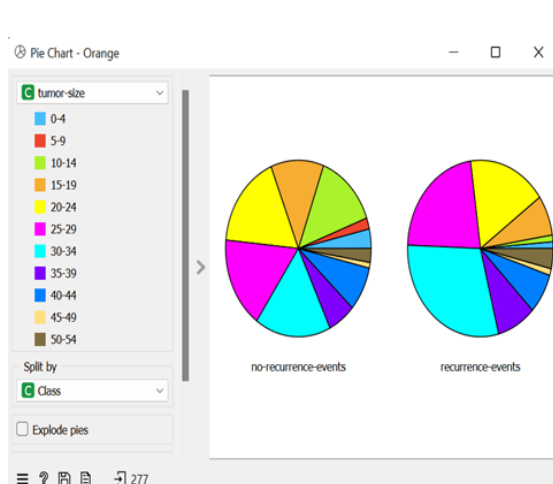 Pie Chart - Orange
C tumor-size
0-4
5-9
10-14
15-19
20-24
25-29
30-34
35-39
40-44
45-49
50-54
Split by
C Class
Explode pies
no-recurrence-events
recurrence-events
? 277